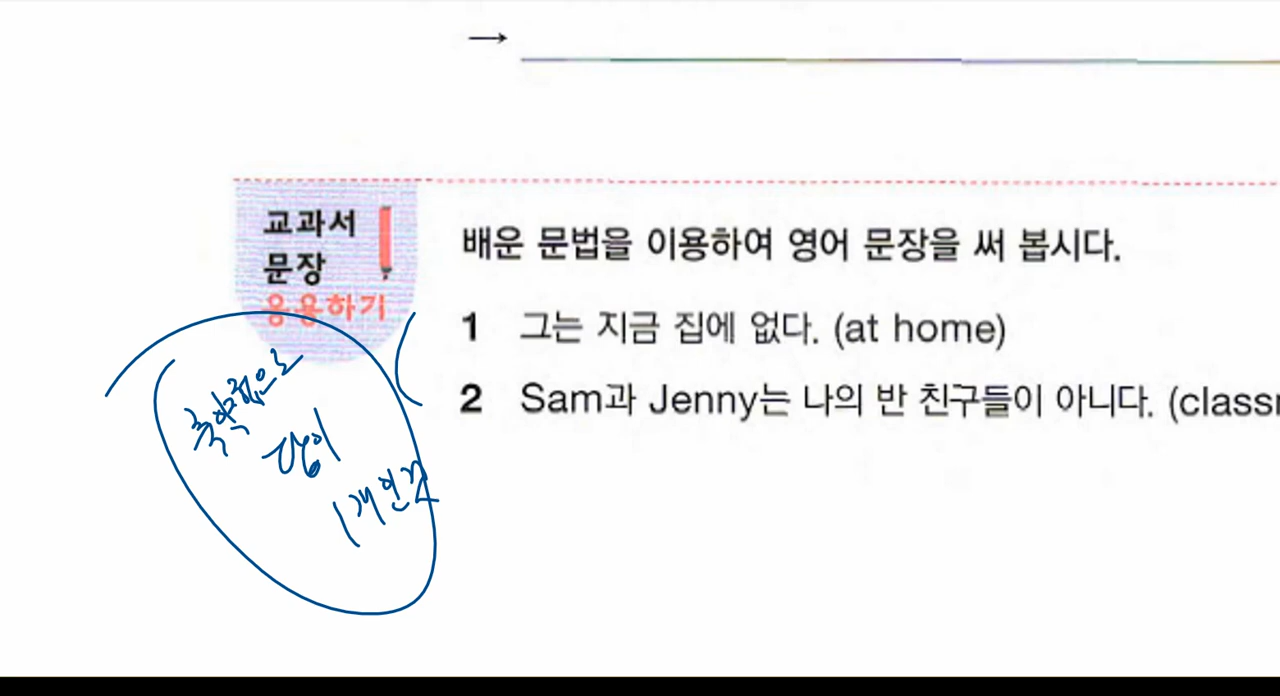 →
교과서
문장
응용하기
배운 문법을 이용하여 영어 문장을 써 봅시다.
1 그는 지금 집에 없다. (at home)
2 Sam과 Jenny는 나의 반 친구들이 아니다. (class
축약형으로
답이
1개인것